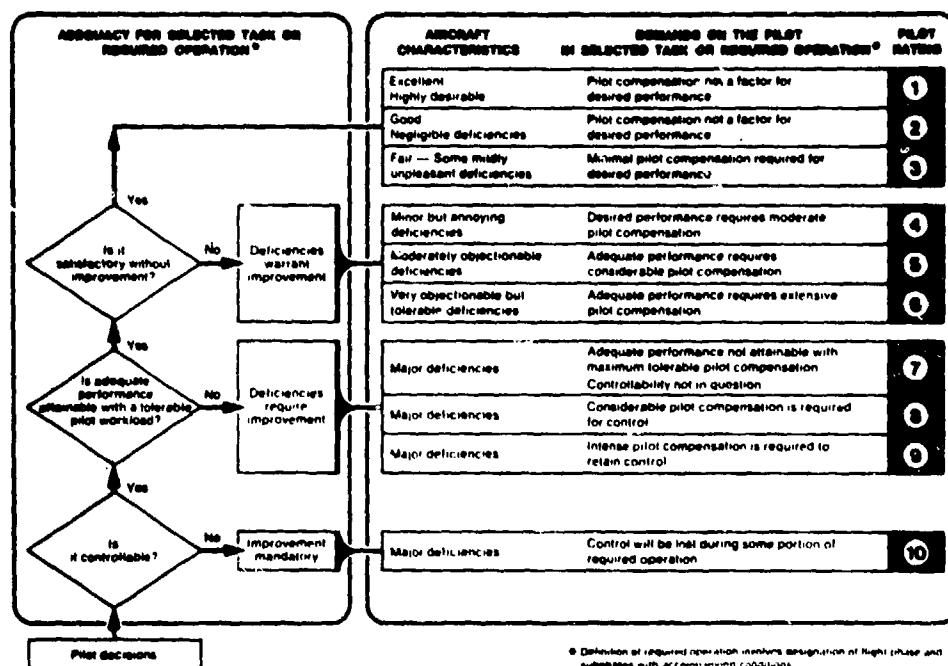 ADEQUACY FOR SELECTED TASK OR
REQUIRED OPERATION*
AIRCRAFT
CHARACTERISTICS
DEMANDS ON THE PILOT
IN SELECTED TASK OR REQUIRED OPERATION*
PILOT
RATING
Excellent
Highly desirable
Pilot compensation not a factor for
desired performance
1
Good
Negligible deficiencies
Pilot compensation not a factor for
desired performance
2
Fair — Some mildly
unpleasant deficiencies
Minimal pilot compensation required for
desired performance
3
Yes
Is it
satisfactory without
improvement?
No
Deficiencies
warrant
improvement
Minor but annoying
deficiencies
Desired performance requires moderate
pilot compensation
4
Moderately objectionable
deficiencies
Adequate performance requires
considerable pilot compensation
5
Very objectionable but
tolerable deficiencies
Adequate performance requires extensive
pilot compensation
6
Yes
Is adequate
performance
attainable with a tolerable
pilot workload?
No
Deficiencies
require
improvement
Major deficiencies
Adequate performance not attainable with
maximum tolerable pilot compensation
Controllability not in question
7
Major deficiencies
Considerable pilot compensation is required
for control
8
Major deficiencies
Intense pilot compensation is required to
retain control
9
Yes
Is
it controllable?
No
Improvement
mandatory
Major deficiencies
Control will be lost during some portion of
required operation
10
Pilot decisions
* Definition of required operation involves designation of flight phase and
subphases with accompanying conditions